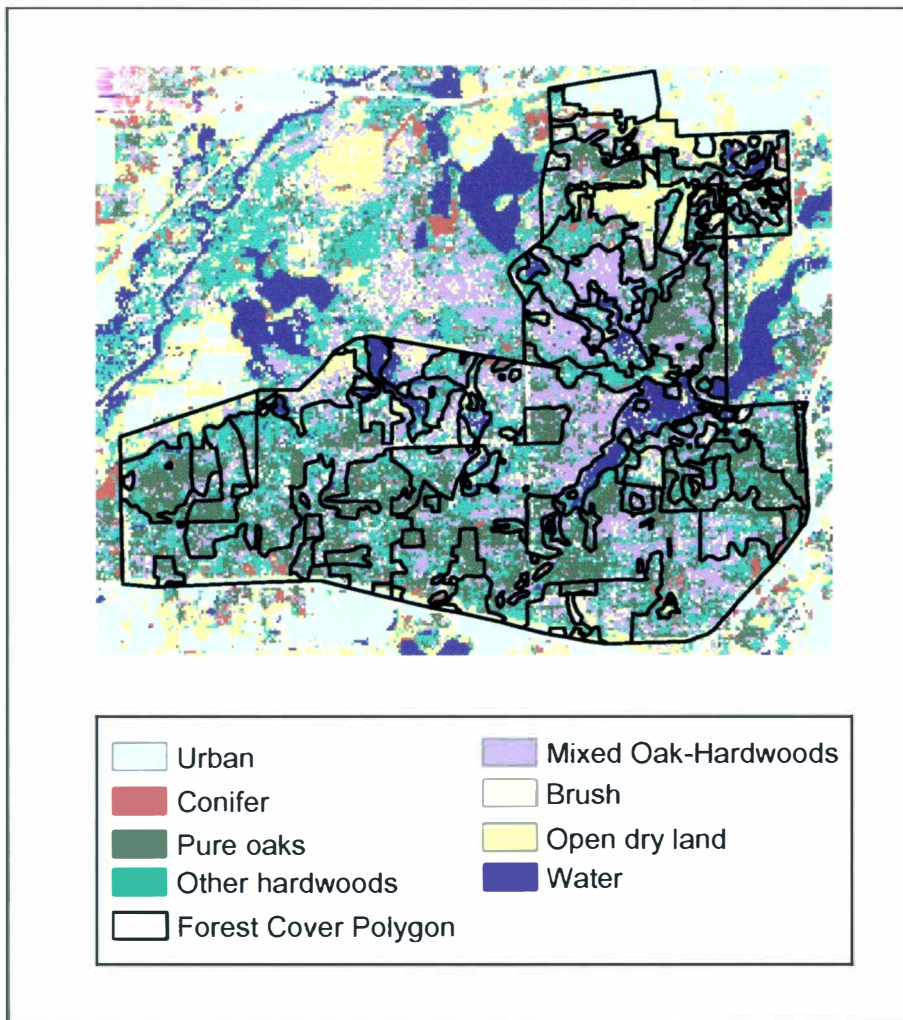 Urban
Conifer
Pure oaks
Other hardwoods
Forest Cover Polygon
Mixed Oak-Hardwoods
Brush
Open dry land
Water